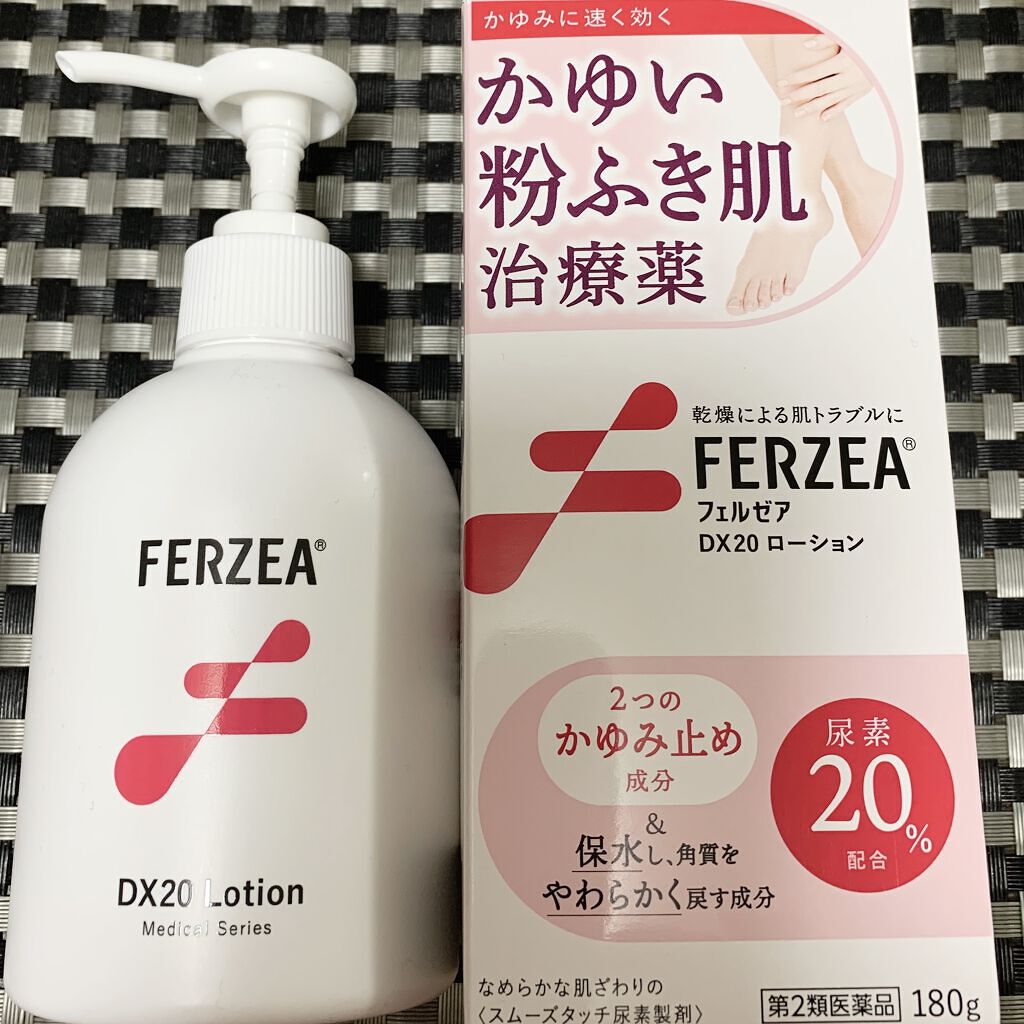 FERZEA®
DX20 Lotion
Medical Series
かゆみに速く効く
かゆい
粉ふき肌
治療薬
乾燥による肌トラブルに
FERZEA®
フェルゼア
DX20 ローション
2つの
かゆみ止め
成分
&
保水し、角質を
やわらかく戻す成分
尿素
20%
配合
なめらかな肌ざわりの
〈スムーズタッチ尿素製剤〉
第2類医薬品 180g